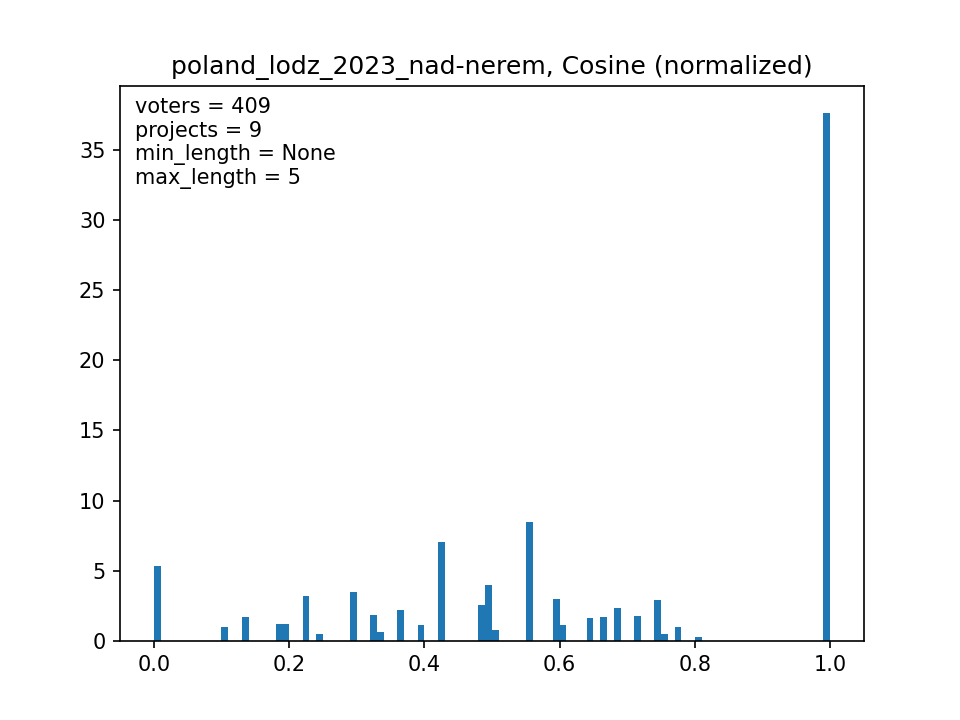 poland_lodz_2023_nad-nerem, Cosine (normalized)
voters = 409
projects = 9
min_length = None
max_length = 5
35
30
25
20
15
10
5
0
0.0 0.2 0.4 0.6 0.8 1.0